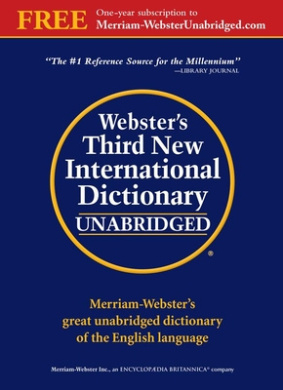 FREE One-year subscription to
Merriam-WebsterUnabridged.com
"The #1 Reference Source for the Millennium"
—LIBRARY JOURNAL
Webster's
Third New
International
Dictionary
UNABRIDGED
®
Merriam-Webster's
great unabridged dictionary
of the English language
Merriam-Webster Inc., an ENCYCLOPÆDIA BRITANNICA® company